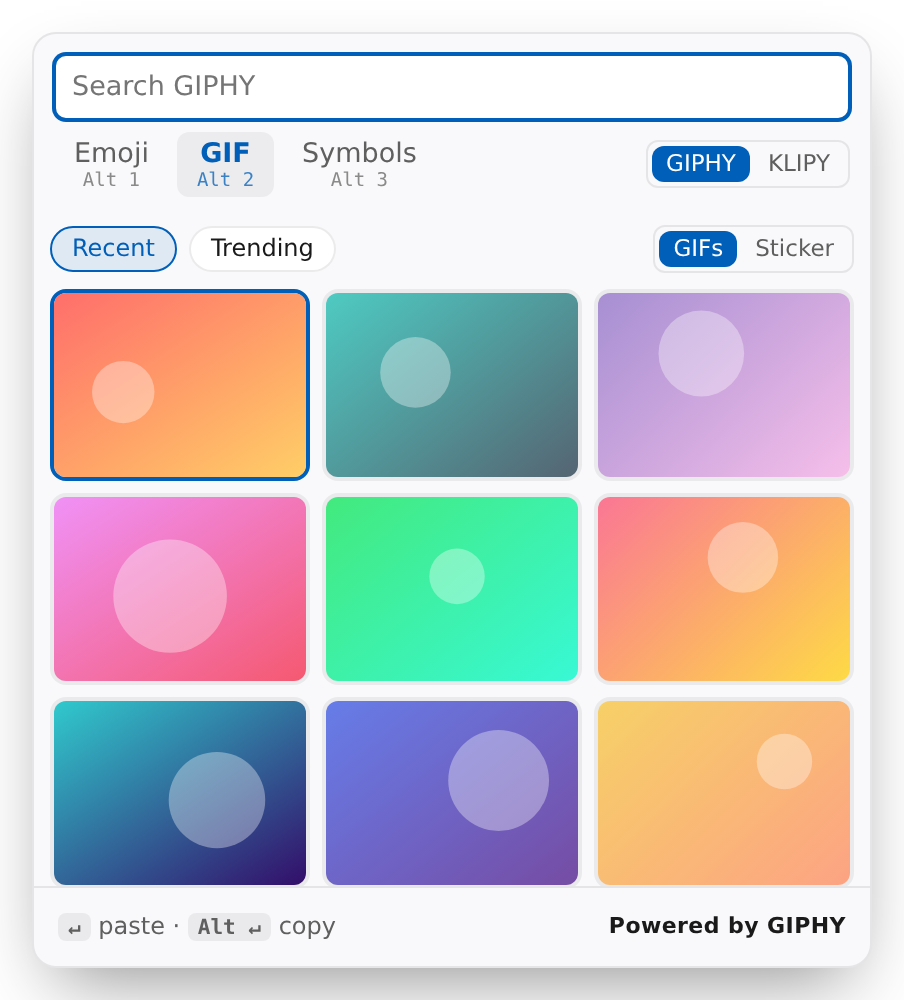 Search GIPHY
Emoji GIF Symbols GIPHY KLIPY
Alt 1 Alt 2 Alt 3
Recent Trending GIFs Sticker
↵ paste · Alt ↵ copy Powered by GIPHY